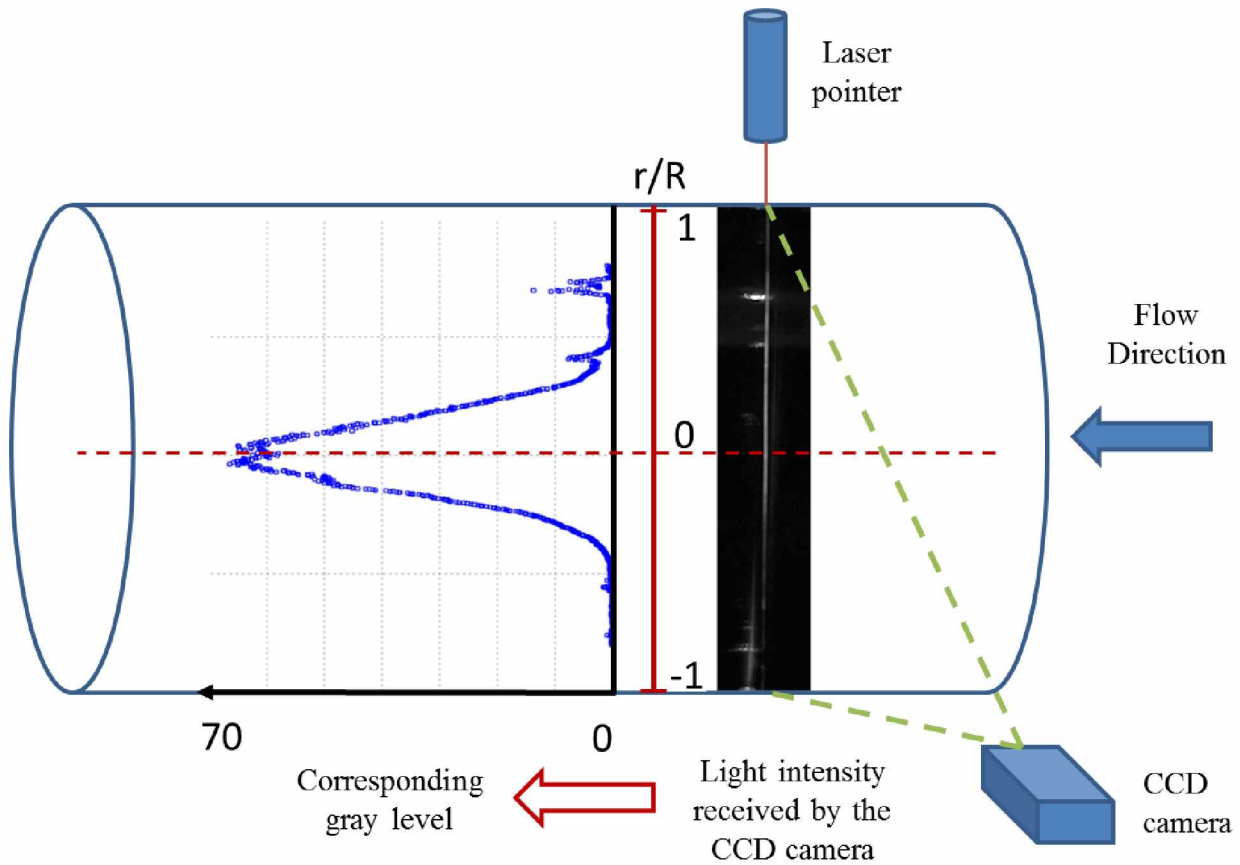 Laser
pointer
r/R
1
Flow
Direction
0
-1
70
0
Corresponding
gray level
Light intensity
received by the
CCD camera
CCD
camera